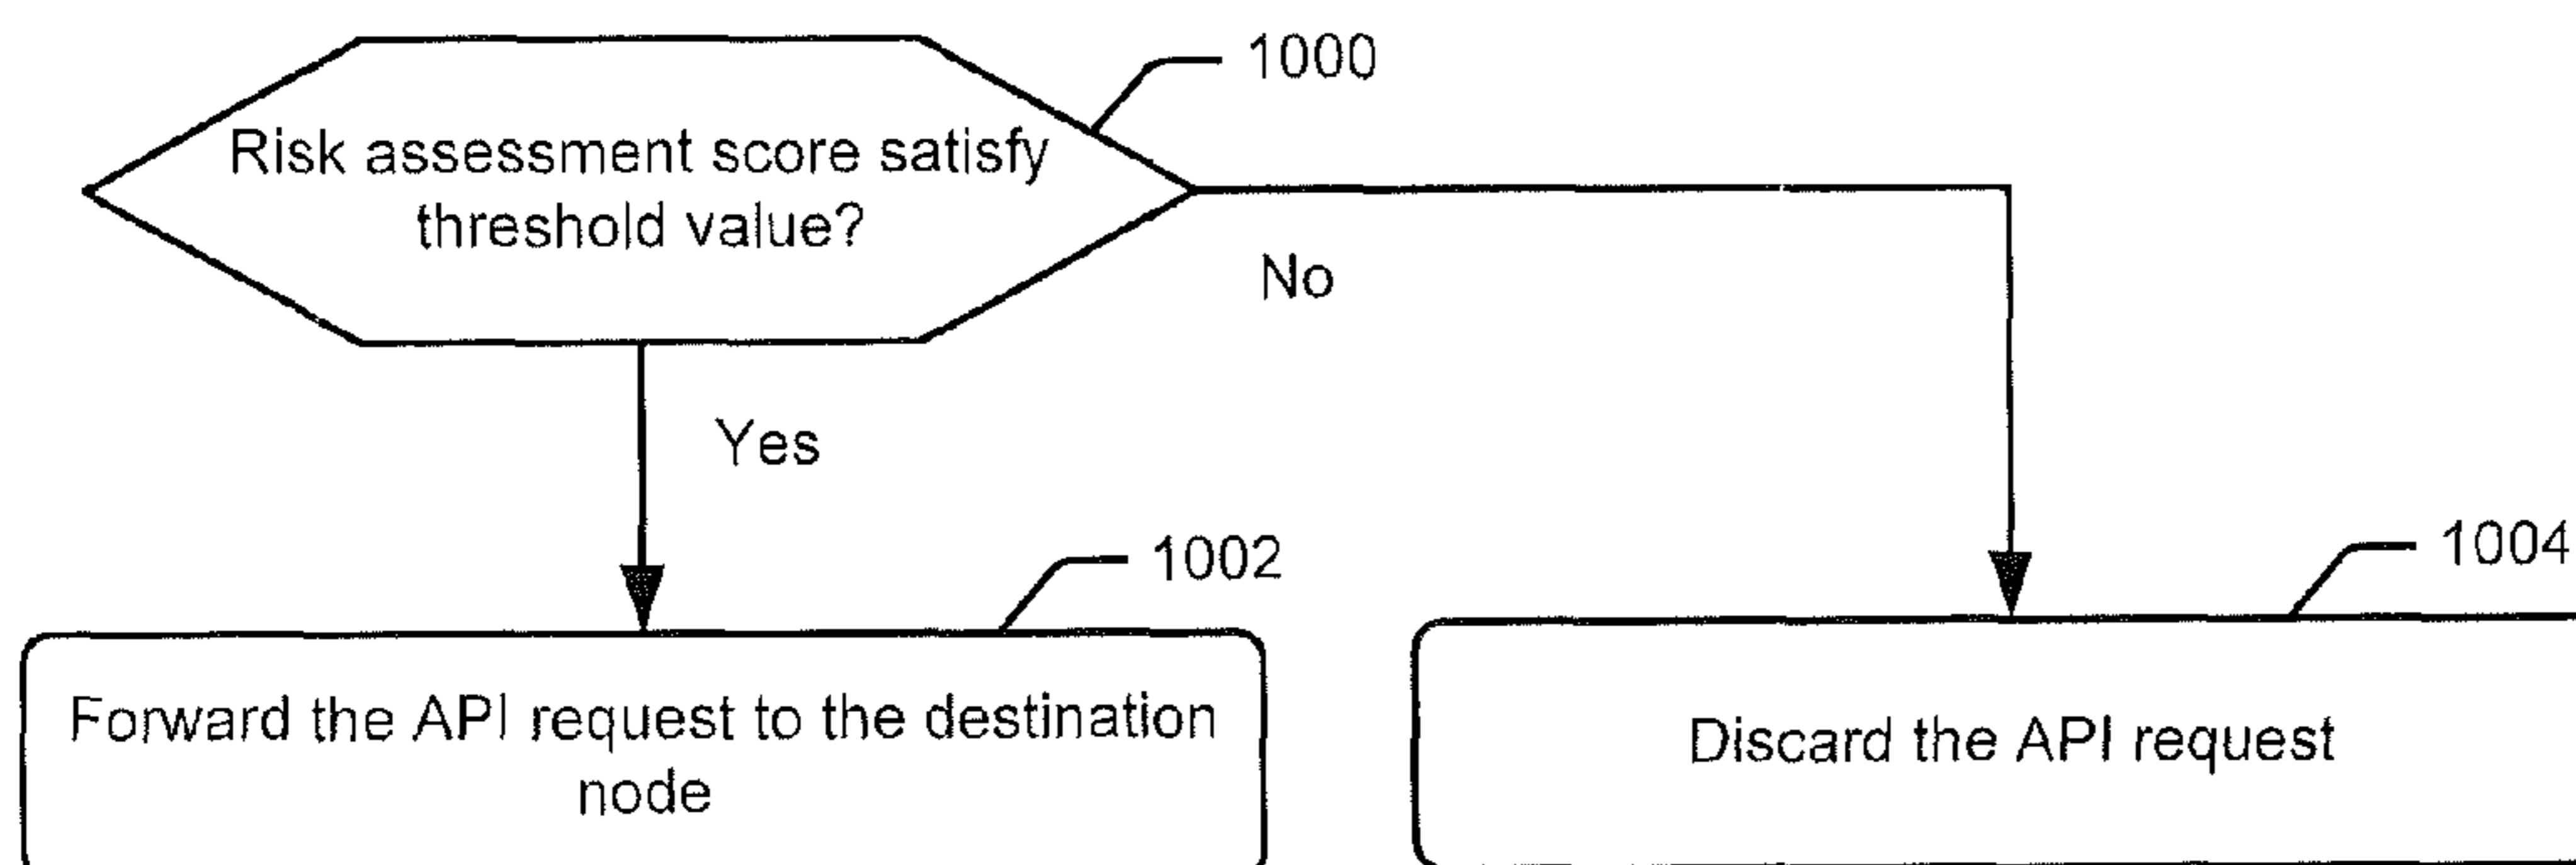 1000
Risk assessment score satisfy
threshold value?
No
Yes
1002
1004
Forward the API request to the destination
node
Discard the API request